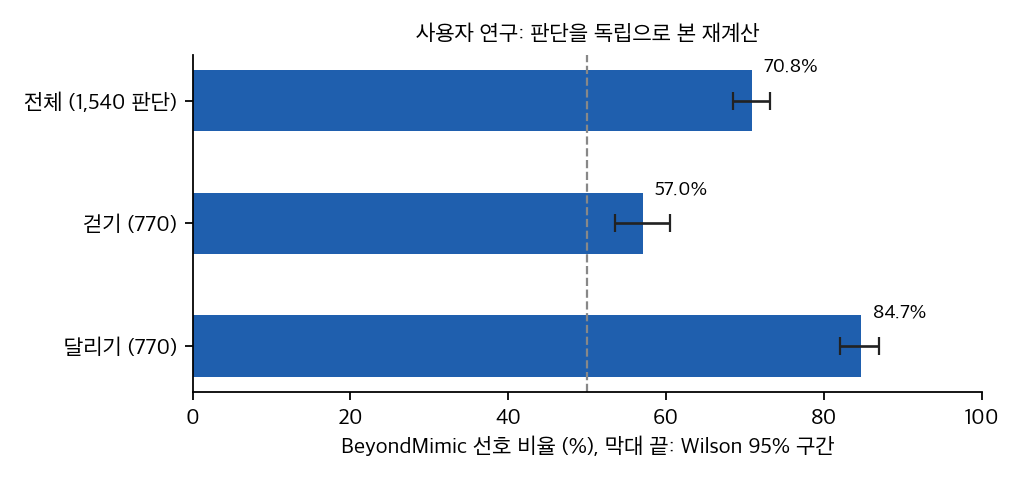 사용자 연구: 판단을 독립으로 본 재계산
전체 (1,540 판단)
70.8%
걷기 (770)
57.0%
달리기 (770)
84.7%
0 20 40 60 80 100
BeyondMimic 선호 비율 (%), 막대 끝: Wilson 95% 구간